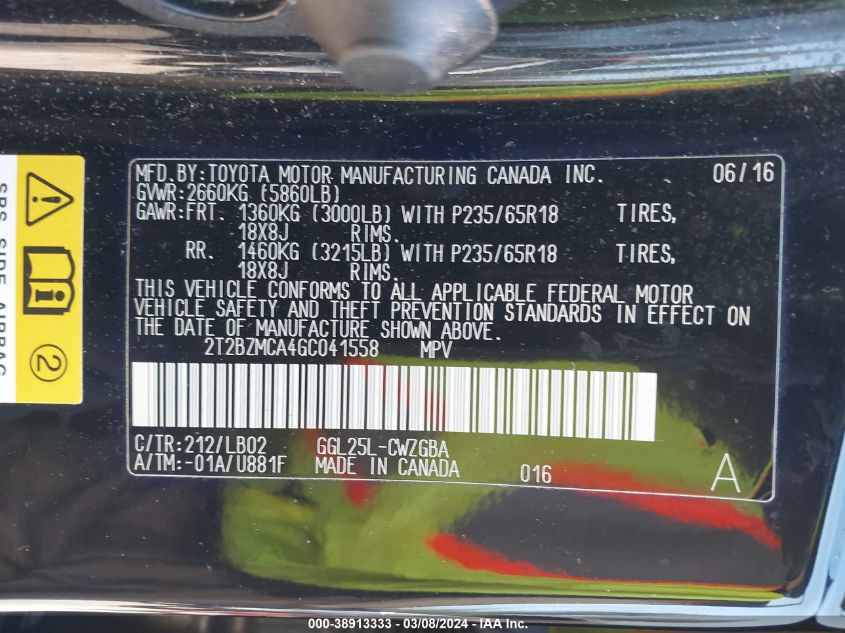 MFD.BY:TOYOTA MOTOR MANUFACTURING CANADA INC. 06/16
GVWR:2660KG (5860LB)
GAWR:FRT. 1360KG (3000LB) WITH P235/65R18 TIRES,
18X8J RIMS.
RR. 1460KG (3215LB) WITH P235/65R18 TIRES,
18X8J RIMS.
THIS VEHICLE CONFORMS TO ALL APPLICABLE FEDERAL MOTOR
VEHICLE SAFETY AND THEFT PREVENTION STANDARDS IN EFFECT ON
THE DATE OF MANUFACTURE SHOWN ABOVE.
2T2BZMCA4GC041558 MPV
C/TR:212/LB02 GGL25L-CWZGBA
A/TM:-01A/U881F MADE IN CANADA 016 A
SRS SIDE AIRBAG
2
000-38913333 - 03/08/2024 - IAA Inc.